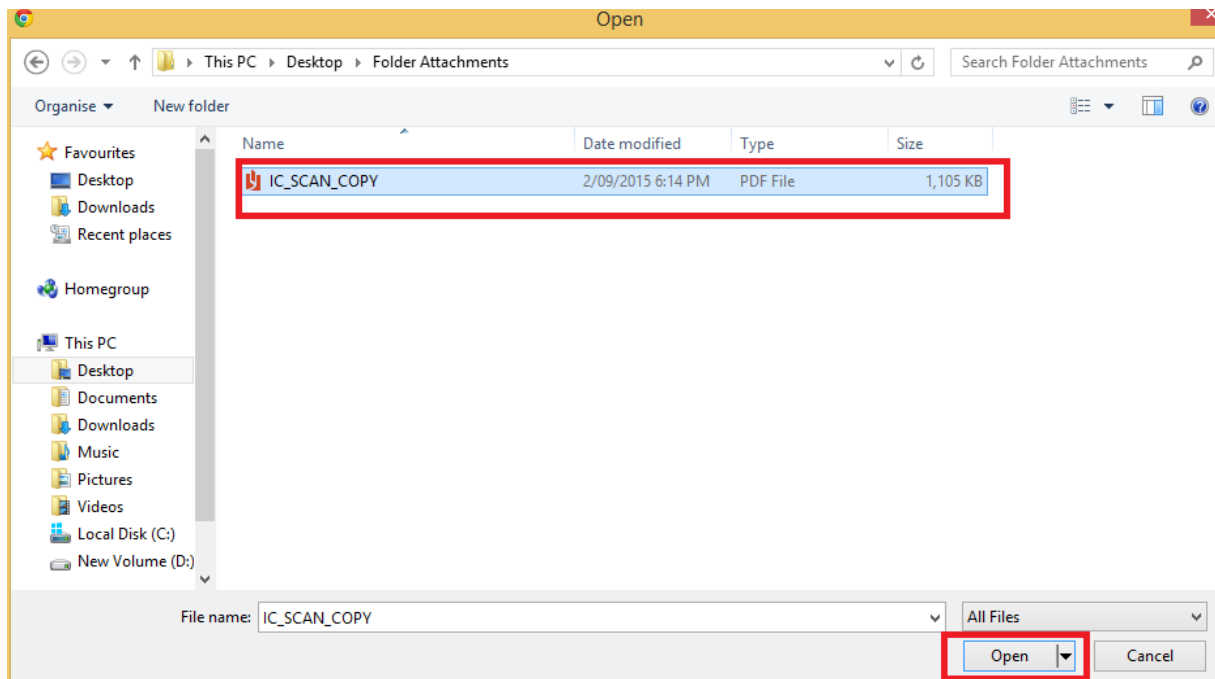 Open
This PC Desktop Folder Attachments
Search Folder Attachments
Organise New folder
Name Date modified Type Size
IC_SCAN_COPY 2/09/2015 6:14 PM PDF File 1,105 KB
Favourites
Desktop
Downloads
Recent places
Homegroup
This PC
Desktop
Documents
Downloads
Music
Pictures
Videos
Local Disk (C:)
New Volume (D:)
File name: IC_SCAN_COPY All Files
Open Cancel